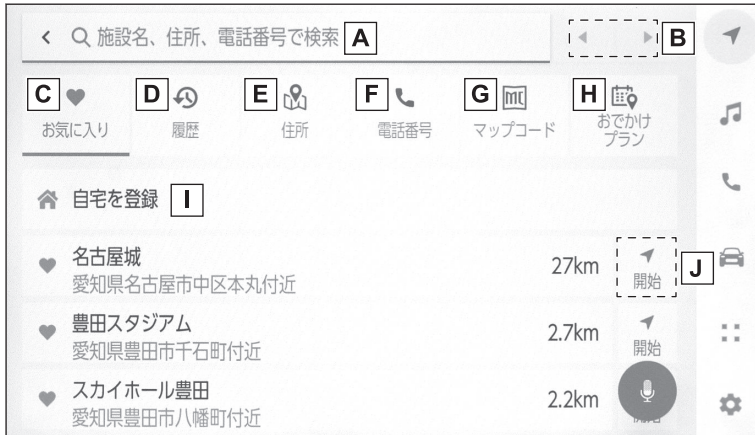 施設名、住所、電話番号で検索 A
B
C D E F G H
お気に入り 履歴 住所 電話番号 マップコード おでかけ
プラン
自宅を登録 I
名古屋城
愛知県名古屋市中区本丸付近
27km
開始
J
豊田スタジアム
愛知県豊田市千石町付近
2.7km
開始
スカイホール豊田
愛知県豊田市八幡町付近
2.2km